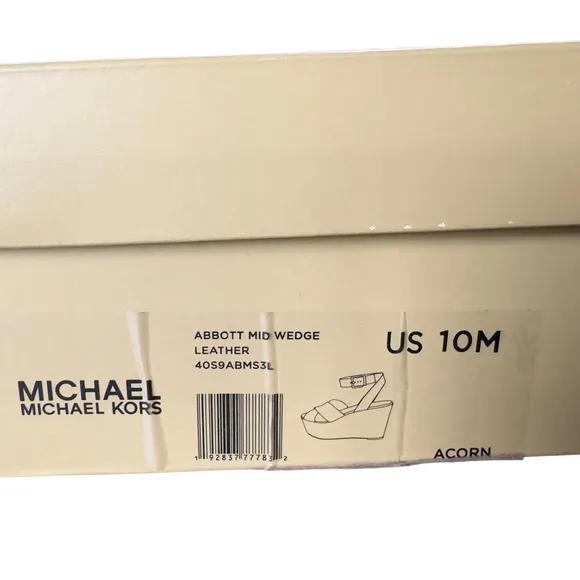 ABBOTT MID WEDGE
LEATHER
40S9ABMS3L
US 10M
MICHAEL
MICHAEL KORS
1 92837 77783 2
ACORN